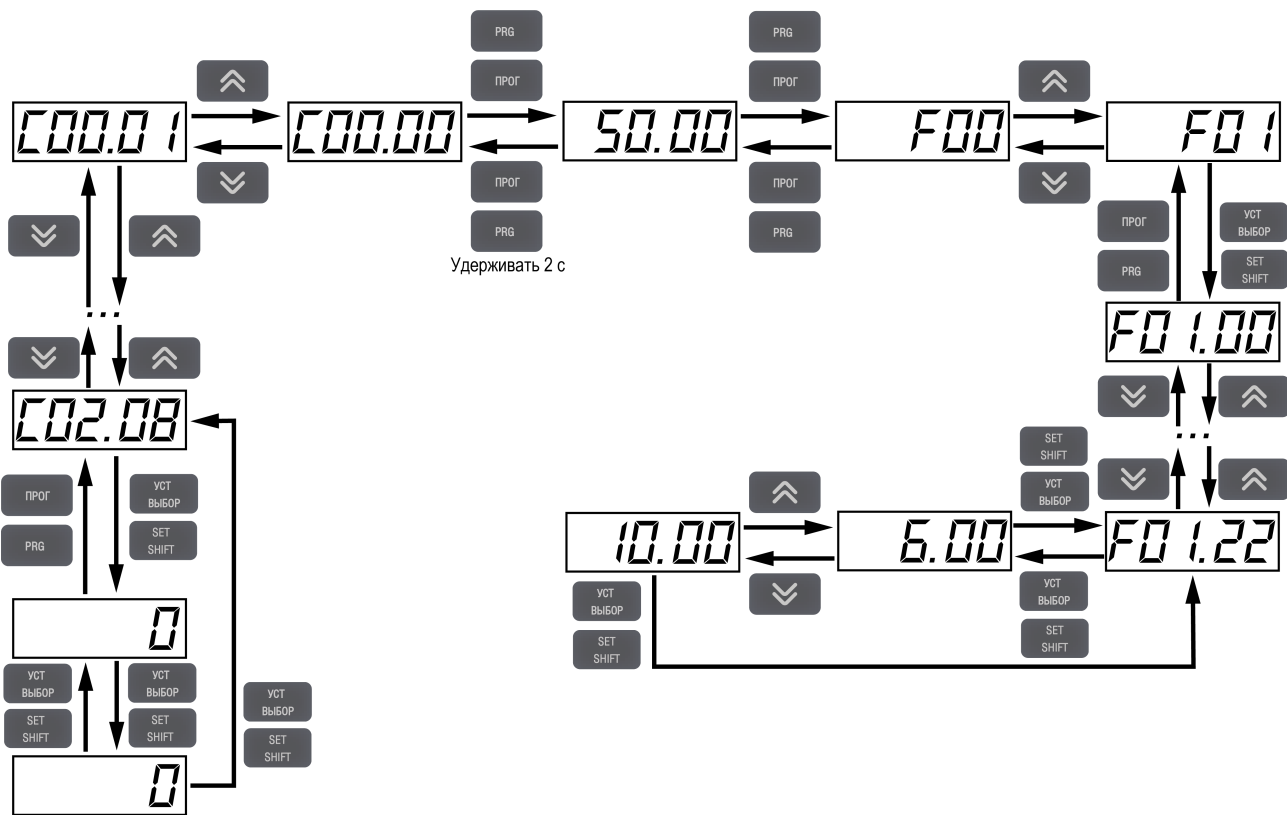 PRG
PRG
ПРОГ
ПРОГ
C00.01
C00.00
50.00
F00
F01
ПРОГ
ПРОГ
PRG
PRG
Удерживать 2 с
ПРОГ
PRG
УСТ
ВЫБОР
SET
SHIFT
F01.00
...
...
C02.08
ПРОГ
PRG
УСТ
ВЫБОР
SET
SHIFT
SET
SHIFT
УСТ
ВЫБОР
10.00
6.00
F01.22
УСТ
ВЫБОР
SET
SHIFT
УСТ
ВЫБОР
SET
SHIFT
0
УСТ
ВЫБОР
SET
SHIFT
УСТ
ВЫБОР
SET
SHIFT
УСТ
ВЫБОР
SET
SHIFT
0